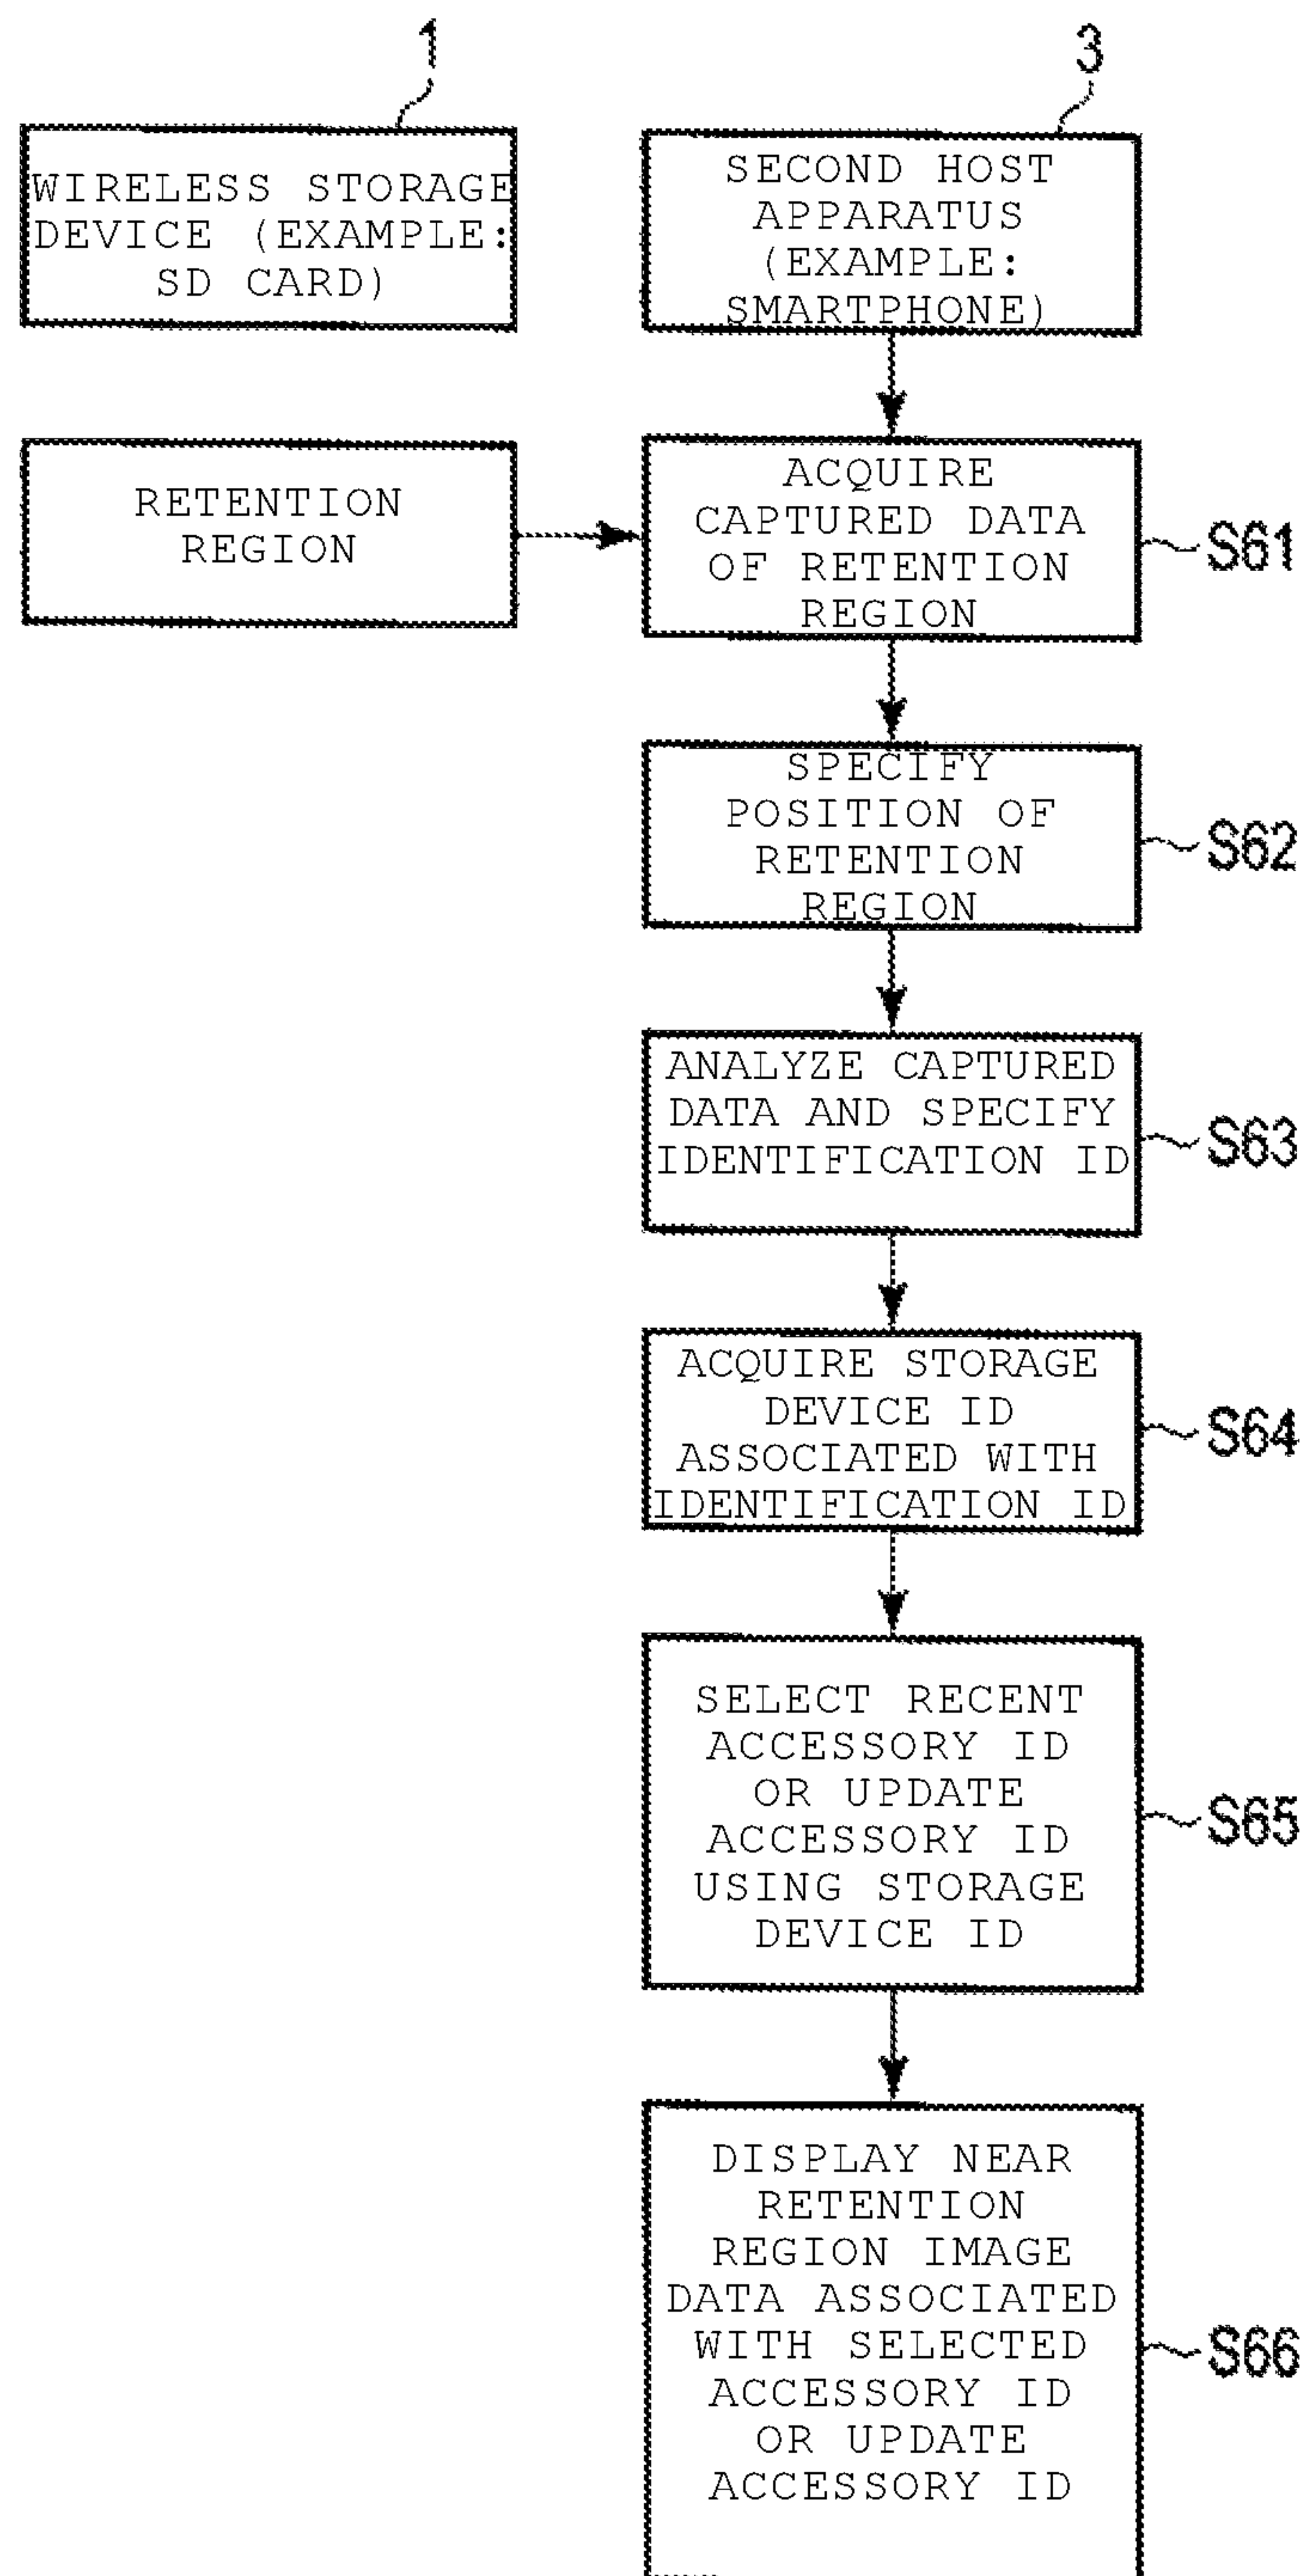 1
WIRELESS STORAGE
DEVICE (EXAMPLE:
SD CARD)
3
SECOND HOST
APPARATUS
(EXAMPLE:
SMARTPHONE)
RETENTION
REGION
ACQUIRE
CAPTURED DATA
OF RETENTION
REGION
S61
SPECIFY
POSITION OF
RETENTION
REGION
S62
ANALYZE CAPTURED
DATA AND SPECIFY
IDENTIFICATION ID
S63
ACQUIRE STORAGE
DEVICE ID
ASSOCIATED WITH
IDENTIFICATION ID
S64
SELECT RECENT
ACCESSORY ID
OR UPDATE
ACCESSORY ID
USING STORAGE
DEVICE ID
S65
DISPLAY NEAR
RETENTION
REGION IMAGE
DATA ASSOCIATED
WITH SELECTED
ACCESSORY ID
OR UPDATE
ACCESSORY ID
S66